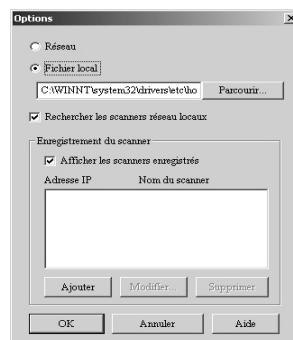 Options
Réseau
Fichier local
C:\WINNT\system32\drivers\etc\ho
Parcourir...
Rechercher les scanners réseau locaux
Enregistrement du scanner
Afficher les scanners enregistrés
Adresse IP Nom du scanner
Ajouter Modifier... Supprimer
OK Annuler Aide